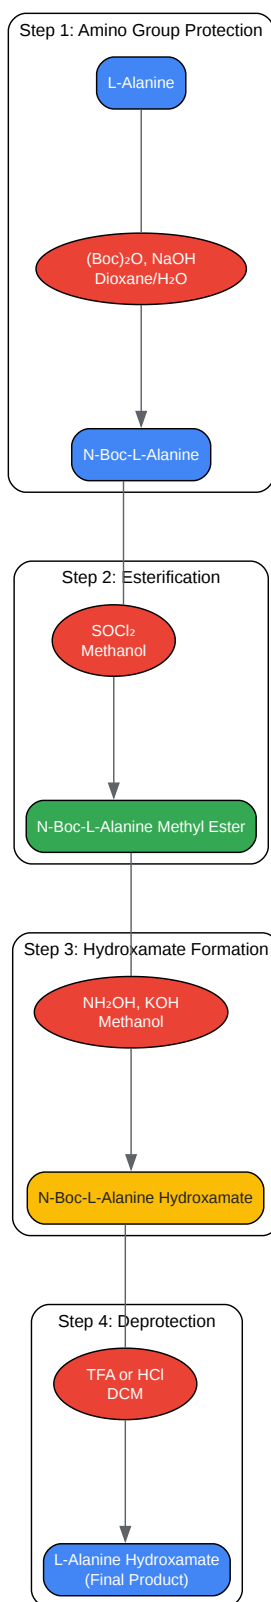 Step 1: Amino Group Protection
L-Alanine
(Boc)₂O, NaOH
Dioxane/H₂O
N-Boc-L-Alanine
Step 2: Esterification
SOCl₂
Methanol
N-Boc-L-Alanine Methyl Ester
Step 3: Hydroxamate Formation
NH₂OH, KOH
Methanol
N-Boc-L-Alanine Hydroxamate
Step 4: Deprotection
TFA or HCl
DCM
L-Alanine Hydroxamate
(Final Product)